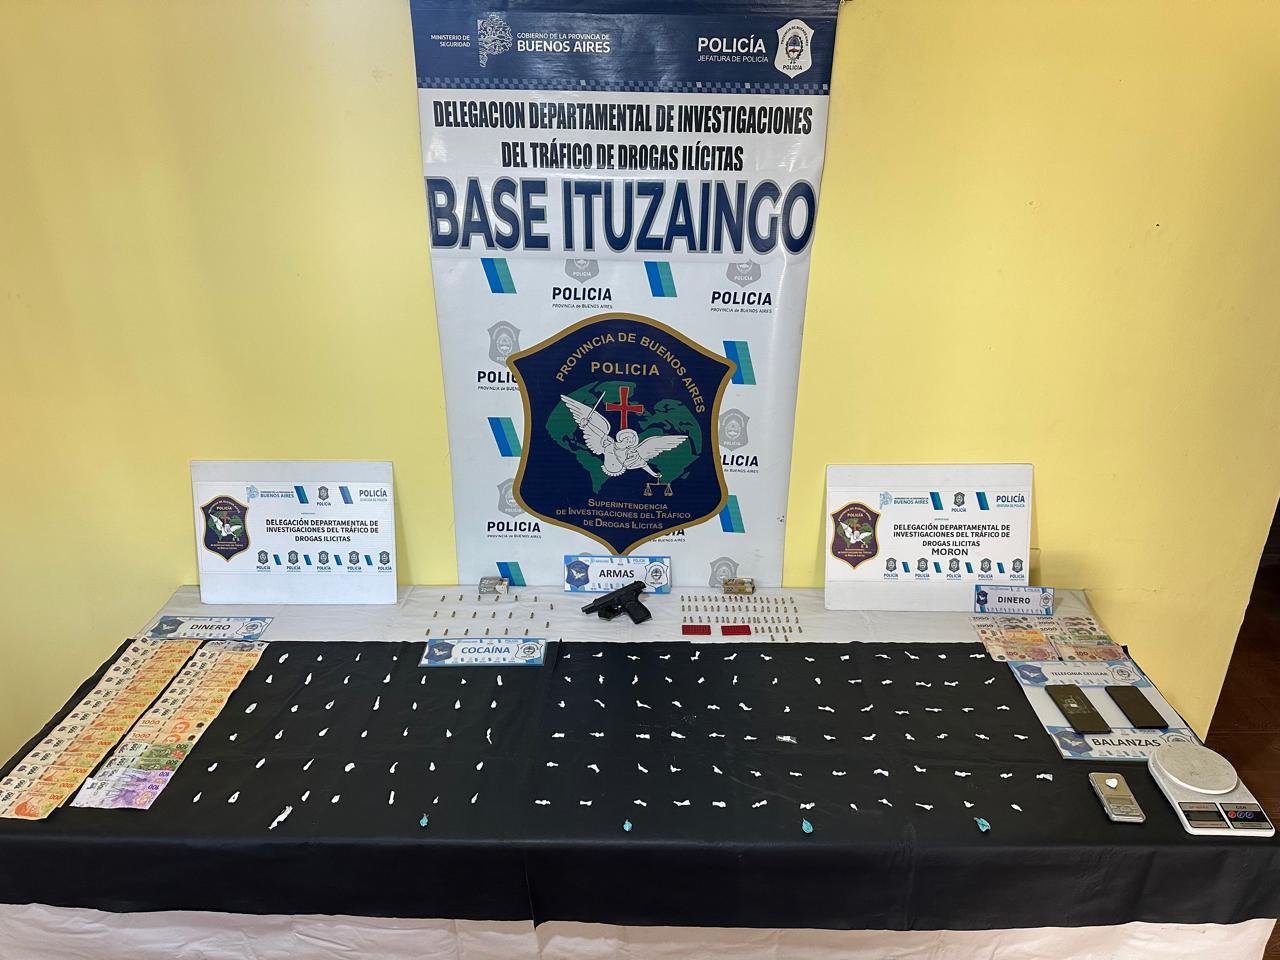 MINISTERIO DE
SEGURIDAD
GOBIERNO DE LA PROVINCIA DE
BUENOS AIRES
POLICÍA
JEFATURA DE POLICÍA
POLICIA
DELEGACION DEPARTAMENTAL DE INVESTIGACIONES
DEL TRÁFICO DE DROGAS ILÍCITAS
BASE ITUZAINGO
POLICIA
PROVINCIA de BUENOS AIRES
POLICIA
PROVINCIA de BUENOS AIRES
PROVINCIA DE BUENOS AIRES
POLICIA
SUPERINTENDENCIA
DE INVESTIGACIONES DEL TRÁFICO
DE DROGAS ILÍCITAS
POLICIA
PROVINCIA de BUENOS AIRES
BUENOS AIRES
POLICÍA
DELEGACIÓN DEPARTAMENTAL DE
INVESTIGACIONES DEL TRÁFICO DE
DROGAS ILICITAS
BUENOS AIRES
POLICÍA
DELEGACIÓN DEPARTAMENTAL DE
INVESTIGACIONES DEL TRÁFICO DE
DROGAS ILICITAS
MORON
ARMAS
DINERO
DINERO
COCAÍNA
TELEFONIA CELULAR
BALANZAS